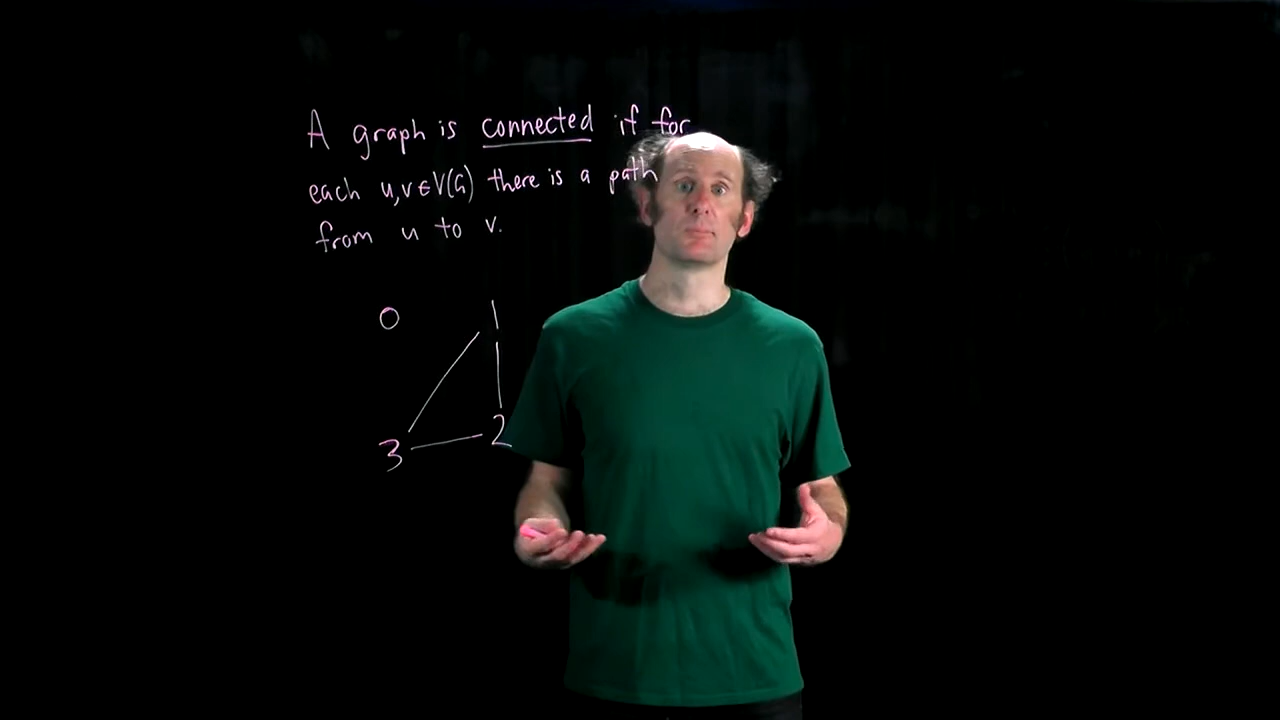 A graph is connected if for
each u,v∈V(G) there is a path
from u to v.
0 1
3 2